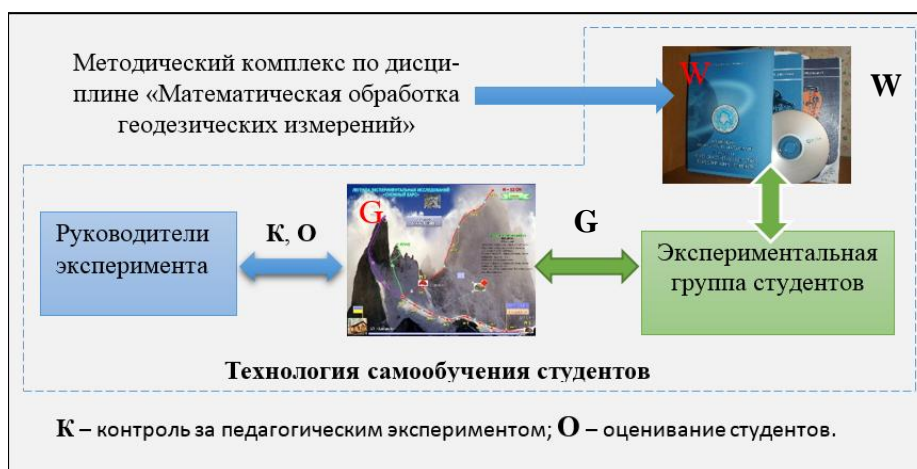 Методический комплекс по дисци-
плине «Математическая обработка
геодезических измерений»
W
W
Руководители
эксперимента
К, О
G
G
Экспериментальная
группа студентов
Технология самообучения студентов
К – контроль за педагогическим экспериментом; О – оценивание студентов.